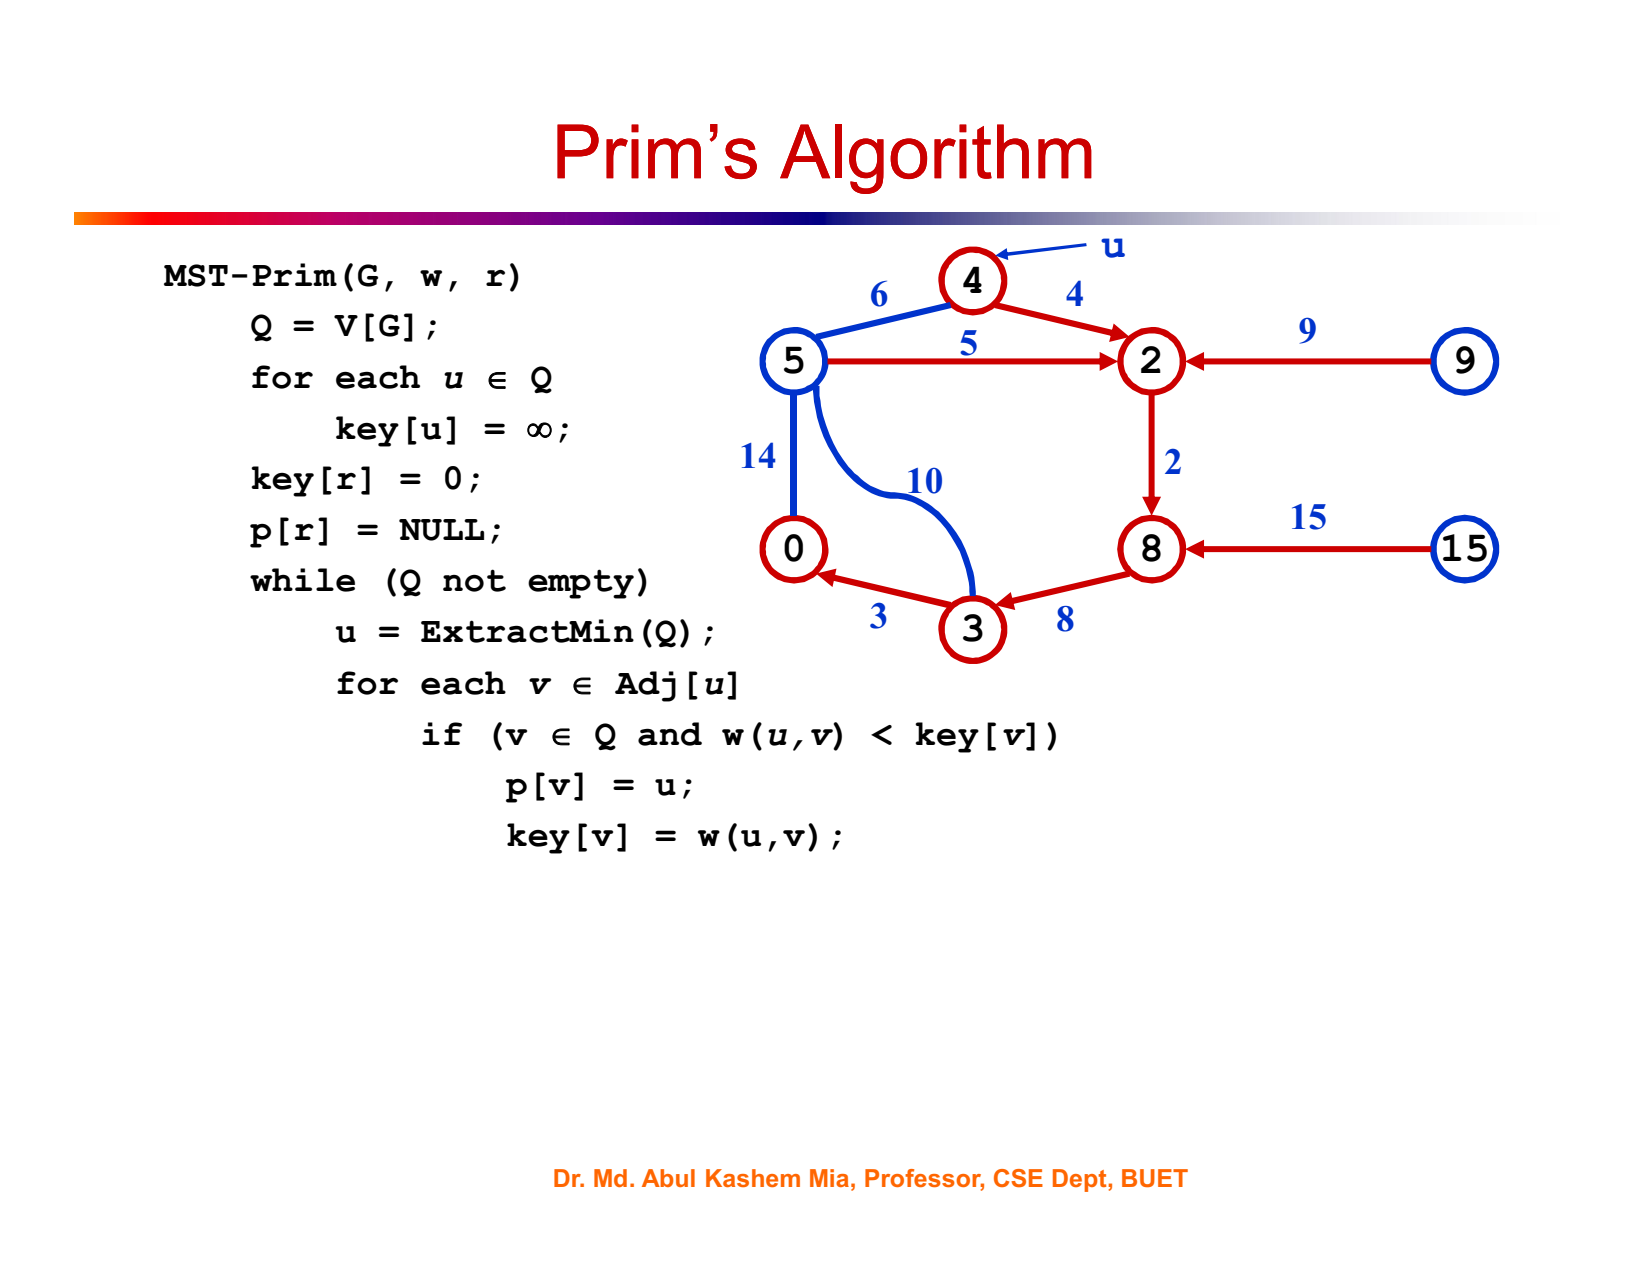 Prim’s Algorithm
MST-Prim(G, w, r)
Q = V[G];
for each u ∈ Q
key[u] = ∞;
key[r] = 0;
p[r] = NULL;
while (Q not empty)
u = ExtractMin(Q);
for each v ∈ Adj[u]
if (v ∈ Q and w(u,v) < key[v])
p[v] = u;
key[v] = w(u,v);
u
4
6
4
5
9
5
2
9
14
10
2
15
0
8
15
3
8
3
Dr. Md. Abul Kashem Mia, Professor, CSE Dept, BUET